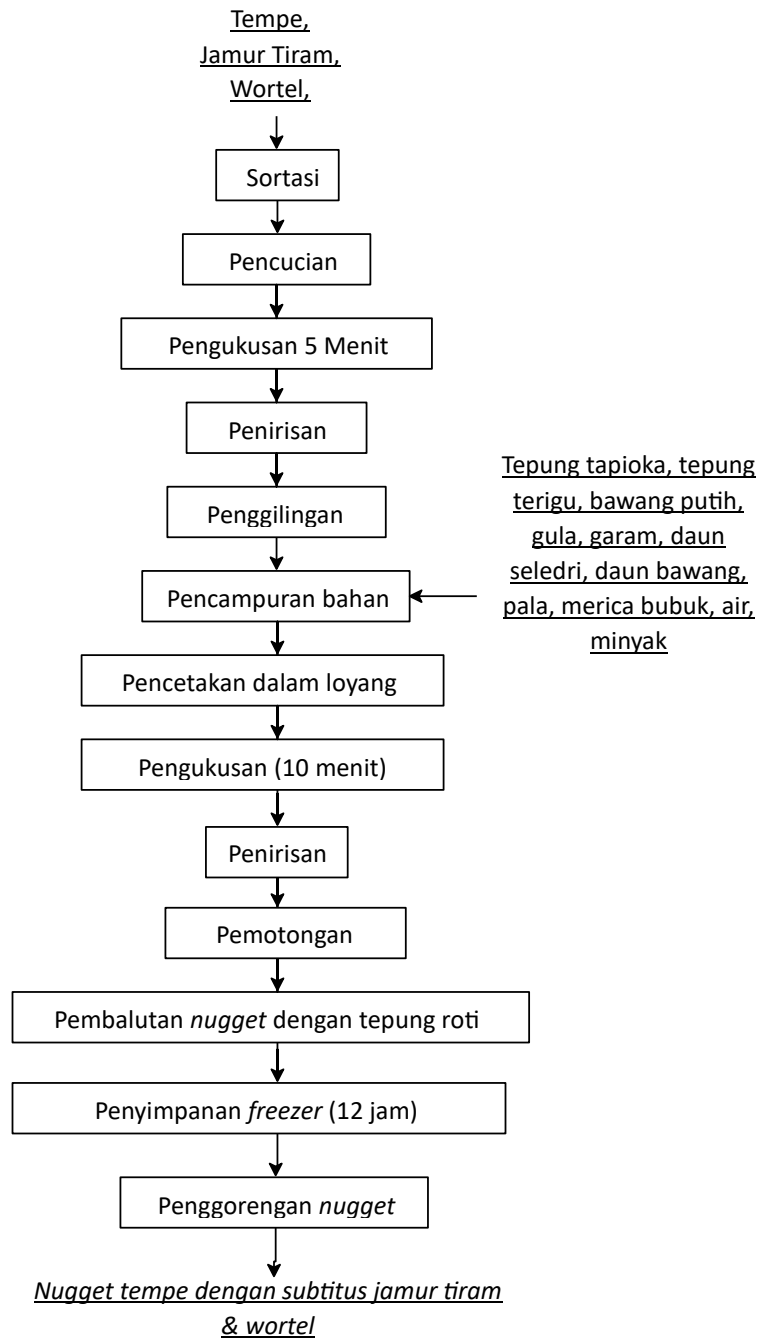 Tempe,
Jamur Tiram,
Wortel,
Sortasi
Pencucian
Pengukusan 5 Menit
Penirisan
Penggilingan
Tepung tapioka, tepung
terigu, bawang putih,
gula, garam, daun
seledri, daun bawang,
pala, merica bubuk, air,
minyak
Pencampuran bahan
Pencetakan dalam loyang
Pengukusan (10 menit)
Penirisan
Pemotongan
Pembalutan nugget dengan tepung roti
Penyimpanan freezer (12 jam)
Penggorengan nugget
Nugget tempe dengan subtitus jamur tiram
& wortel